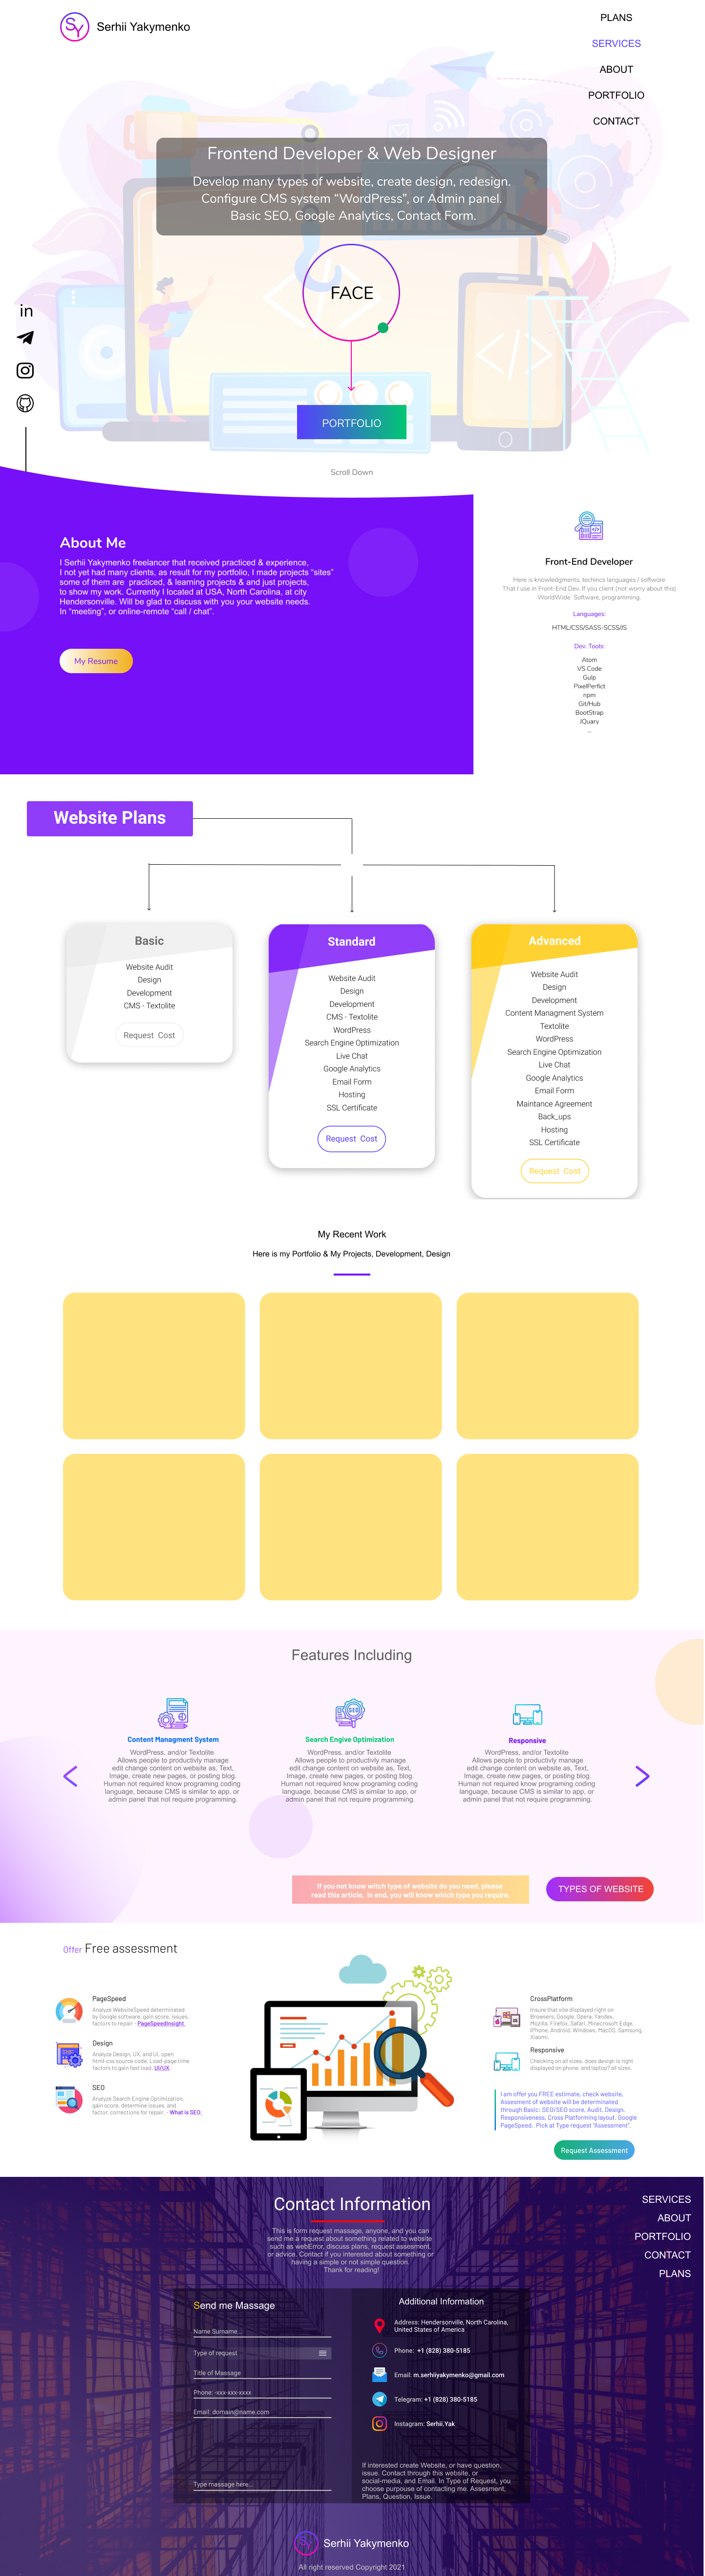 SY
Serhii Yakymenko
PLANS
SERVICES
ABOUT
PORTFOLIO
CONTACT
Frontend Developer & Web Designer
Develop many types of website, create design, redesign.
Configure CMS system “WordPress”, or Admin panel.
Basic SEO, Google Analytics, Contact Form.
FACE
in
PORTFOLIO
Scroll Down
About Me
I Serhii Yakymenko freelancer that received practiced & experience,
I not yet had many clients, as result for my portfolio, I made projects “sites”
some of them are  practiced, & learning projects & and just projects,
to show my work. Currently I located at USA, North Carolina, at city
Hendersonville. Will be glad to discuss with you your website needs.
In “meeting”, or online-remote “call / chat”.
My Resume
Front-End Developer
Here is knowledgments, techincs languages / software
That I use in Front-End Dev. If you client (not worry about this)
WorldWide  Software, programming.
Languages:
HTML/CSS/SASS-SCSS/JS
Dev. Tools:
Atom
VS Code
Gulp
PixelPerfict
npm
Git/Hub
BootStrap
JQuary
...
Website Plans
Basic
Website Audit
Design
Development
CMS - Textolite
Request  Cost
Standard
Website Audit
Design
Development
CMS - Textolite
WordPress
Search Engine Optimization
Live Chat
Google Analytics
Email Form
Hosting
SSL Certificate
Request  Cost
Advanced
Website Audit
Design
Development
Content Managment System
Textolite
WordPress
Search Engine Optimization
Live Chat
Google Analytics
Email Form
Maintance Agreement
Back_ups
Hosting
SSL Certificate
Request  Cost
My Recent Work
Here is my Portfolio & My Projects, Development, Design
Features Including
Content Managment System
WordPress, and/or Textolite
Allows people to productivly manage
edit change content on website as, Text,
Image, create new pages, or posting blog.
Human not required know programing coding
language, because CMS is similar to app, or
admin panel that not require programming.
SEO
Search Engive Optimization
WordPress, and/or Textolite
Allows people to productivly manage
edit change content on website as, Text,
Image, create new pages, or posting blog.
Human not required know programing coding
language, because CMS is similar to app, or
admin panel that not require programming.
Responsive
WordPress, and/or Textolite
Allows people to productivly manage
edit change content on website as, Text,
Image, create new pages, or posting blog.
Human not required know programing coding
language, because CMS is similar to app, or
admin panel that not require programming.
If you not know witch type of website do you need, please
read this article,  in end, you will know which type you require.
TYPES OF WEBSITE
Offer Free assessment
PageSpeed
Analyze WebsiteSpeed determinated
by Google software, gain score, issues,
factors to repair - PageSpeedInsight.
Design
Analyze Design, UX, and UI, open
html-css source code, Load-page time
factors to gain fast load. UI/UX.
SEO
Analyze Search Engine Optimization,
gain score, determine issues, and
factor, corrections for repair. - What is SEO.
CrossPlatform
Insure that site displayed right on
Browsers, Google, Opera, Yandex,
Mozilla, Firefox, Safari, Minecrosoft Edge,
iPhone, Android, Windows, MacOS, Samsung,
Xiaomi.
Responsive
Checking on all sizes, does design is right
displayed on phone, and laptop? all sizes.
I am offer you FREE estimate, check website,
Assesment of website will be determinated
through Basic: SEO/SEO score, Audit, Design,
Responsiveness, Cross Platforming layout, Google
PageSpeed.  Pick at Type request “Assessment”.
Request Assessment
Contact Information
This is form request massage, anyone, and you can
send me a request about something related to website
such as webError, discuss plans, request assesiment,
or advice. Contact if you interested about something or
having a simple or not simple question.
Thank for reading!
SERVICES
ABOUT
PORTFOLIO
CONTACT
PLANS
Send me Massage
Name Surname...
Type of request
Title of Massage
Phone: -xxx-xxx-xxxx
Email: domain@name.com
Type massage here...
Additional Information
Address: Hendersonville, North Carolina,
United States of America
Phone:  +1 (828) 380-5185
Email: m.serhiiyakymenko@gmail.com
Telegram: +1 (828) 380-5185
Instagram: Serhii.Yak
If interested create Website, or have question,
issue. Contact through this website, or
social-media, and Email. In Type of Request, you
choose purpouse of contacting me. Assesment,
Plans, Question, Issue.
SY
Serhii Yakymenko
All right reserved Copyright 2021